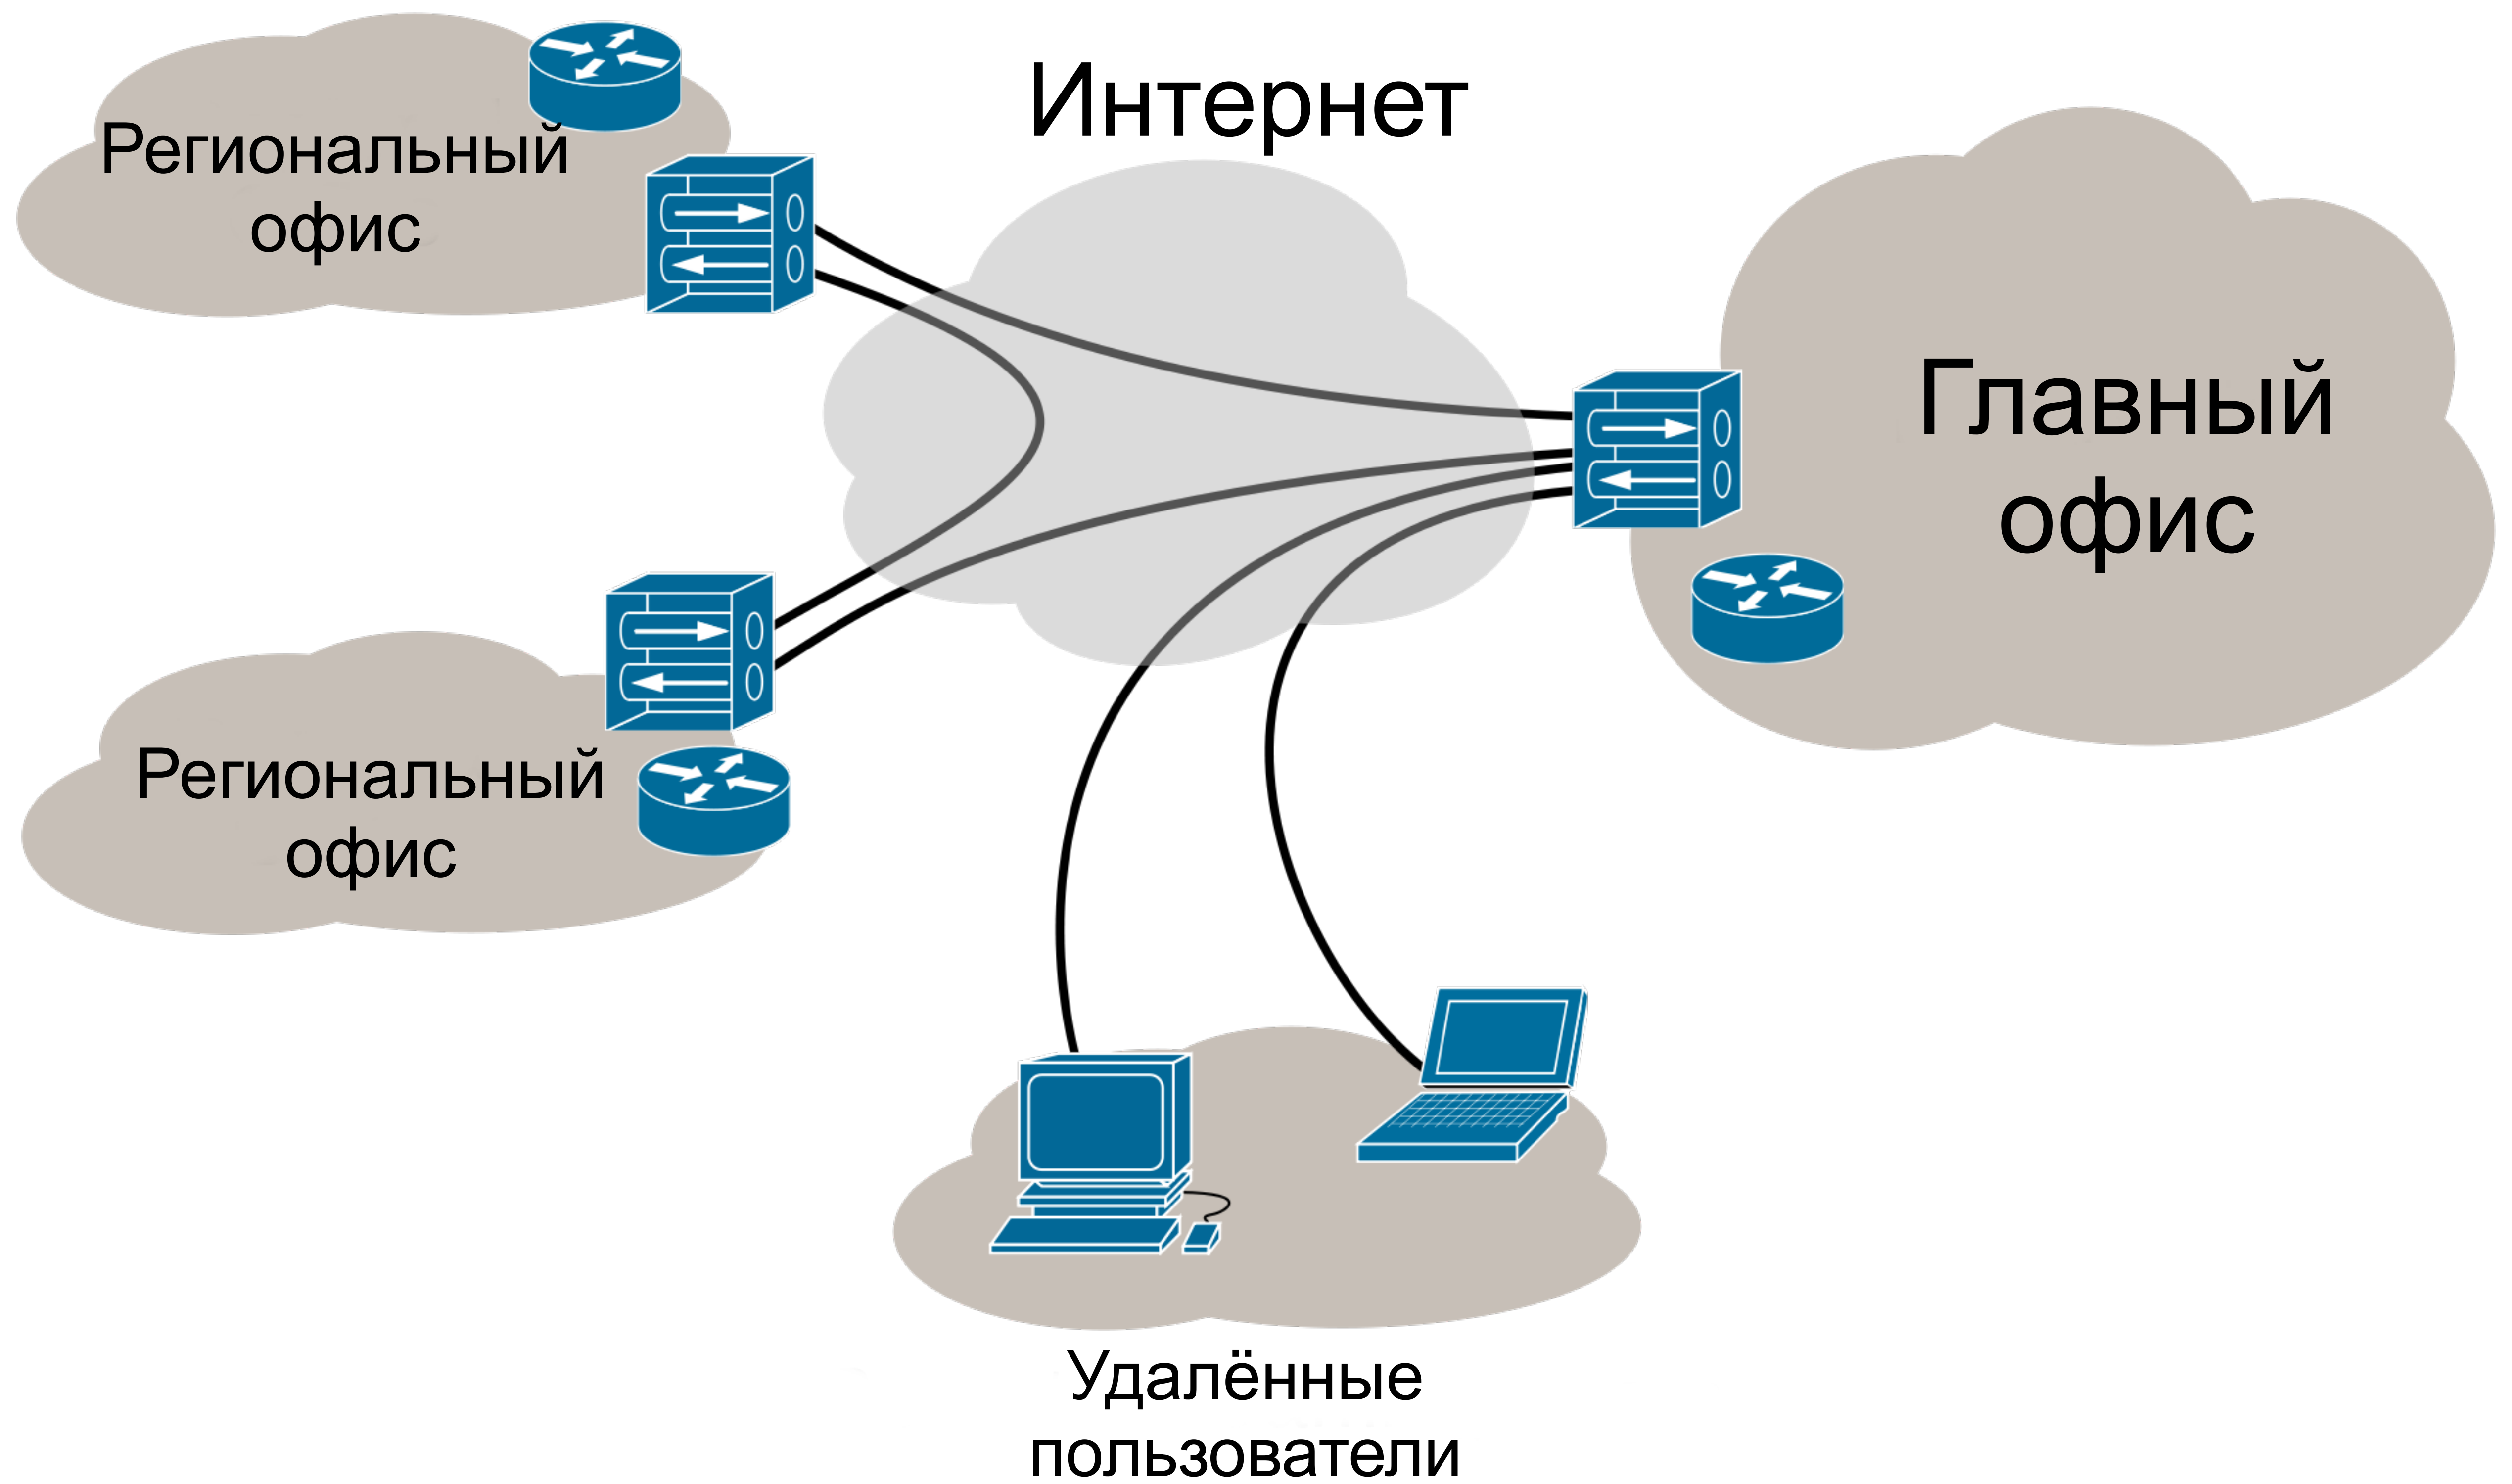 Региональный
офис
Интернет
Главный
офис
Региональный
офис
Удалённые
пользователи